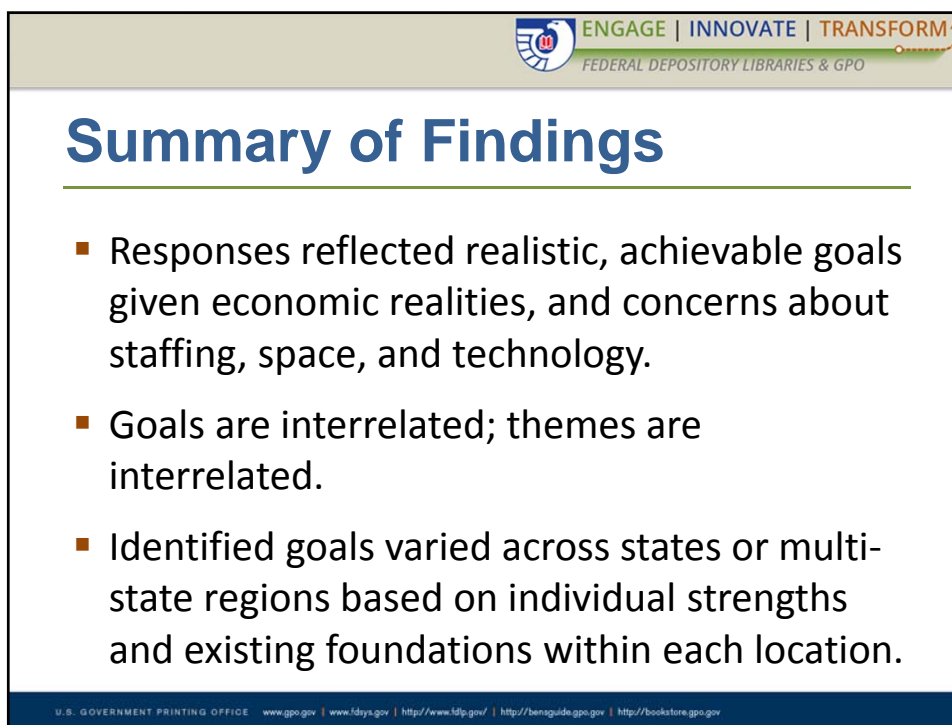 ENGAGE | INNOVATE | TRANSFORM
FEDERAL DEPOSITORY LIBRARIES & GPO
Summary of Findings
▪ Responses reflected realistic, achievable goals
given economic realities, and concerns about
staffing, space, and technology.
▪ Goals are interrelated; themes are
interrelated.
▪ Identified goals varied across states or multi-
state regions based on individual strengths
and existing foundations within each location.
U.S. GOVERNMENT PRINTING OFFICE www.gpo.gov | www.fdsys.gov | http://www.fdlp.gov/ | http://bensguide.gpo.gov | http://bookstore.gpo.gov